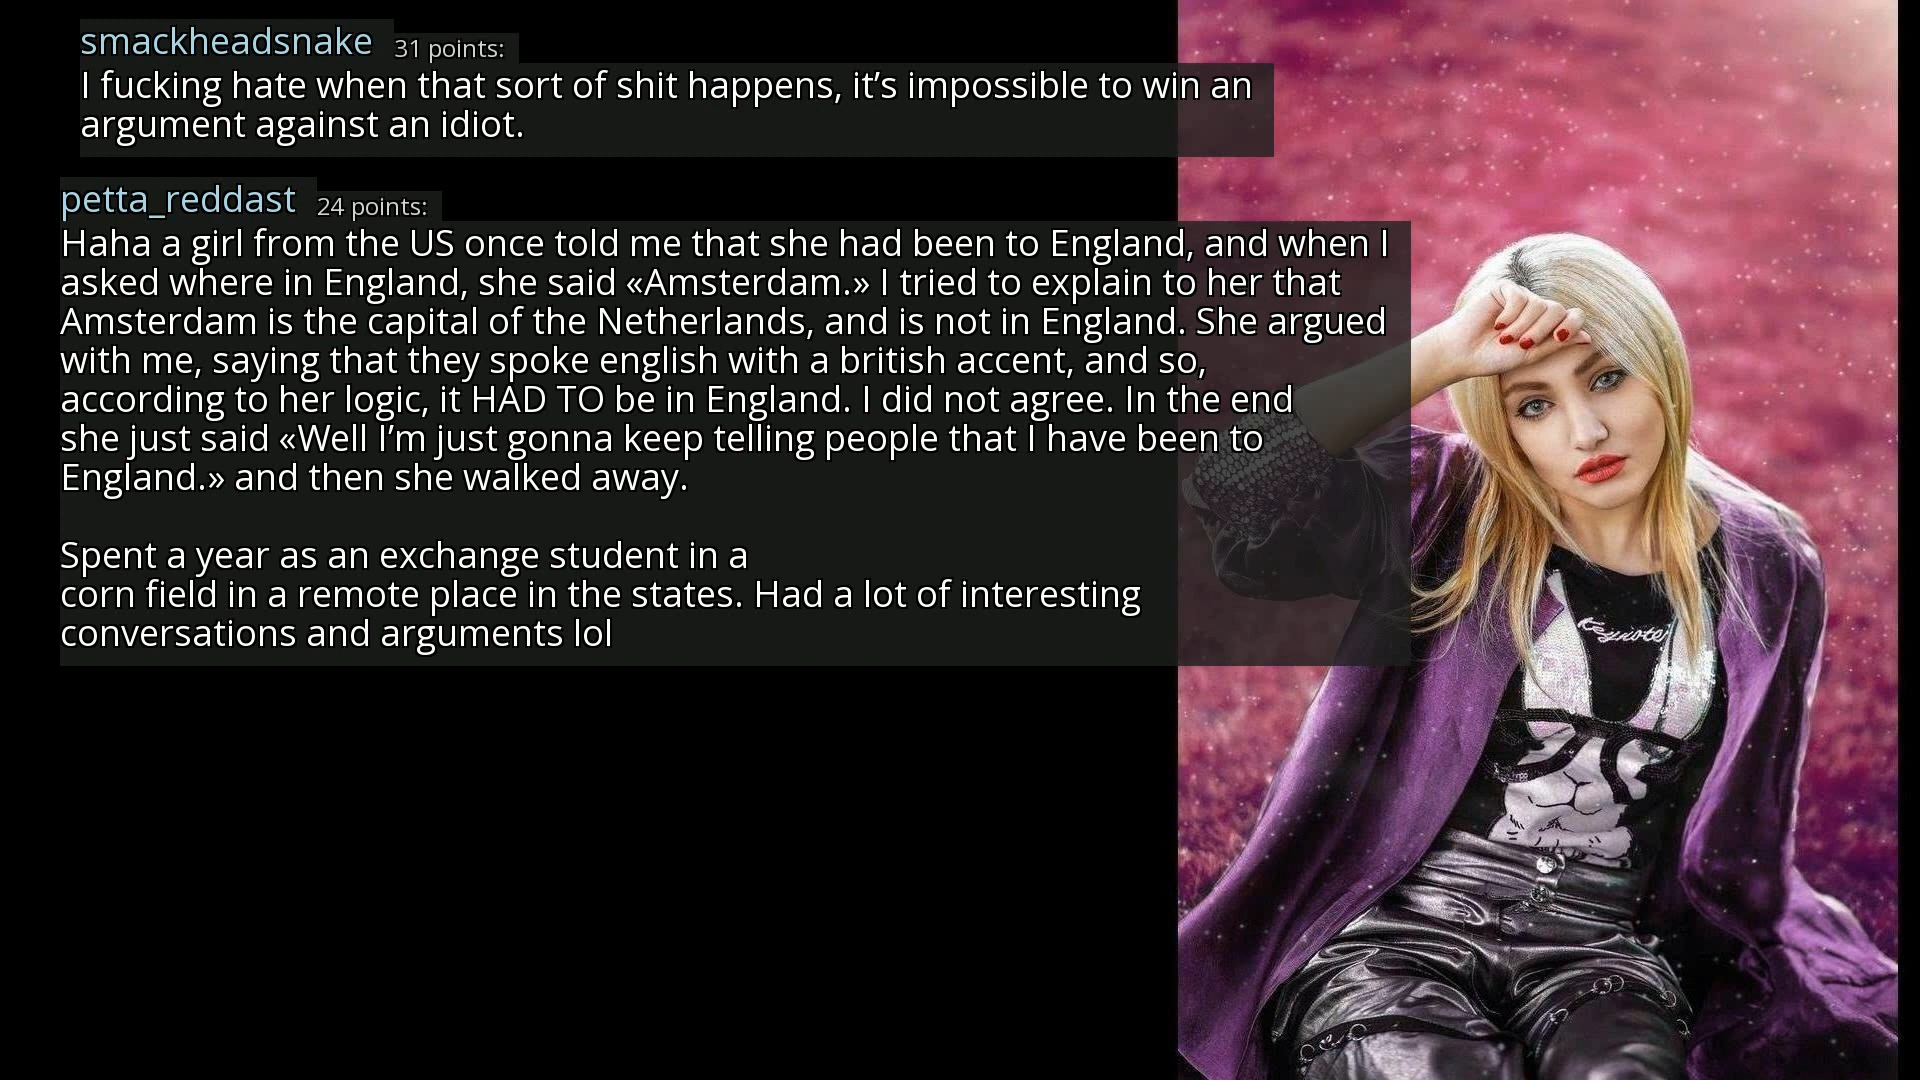 smackheadsnake 31 points:
I fucking hate when that sort of shit happens, it’s impossible to win an
argument against an idiot.
petta_reddast 24 points:
Haha a girl from the US once told me that she had been to England, and when I
asked where in England, she said «Amsterdam.» I tried to explain to her that
Amsterdam is the capital of the Netherlands, and is not in England. She argued
with me, saying that they spoke english with a british accent, and so,
according to her logic, it HAD TO be in England. I did not agree. In the end
she just said «Well I’m just gonna keep telling people that I have been to
England.» and then she walked away.
Spent a year as an exchange student in a
corn field in a remote place in the states. Had a lot of interesting
conversations and arguments lol